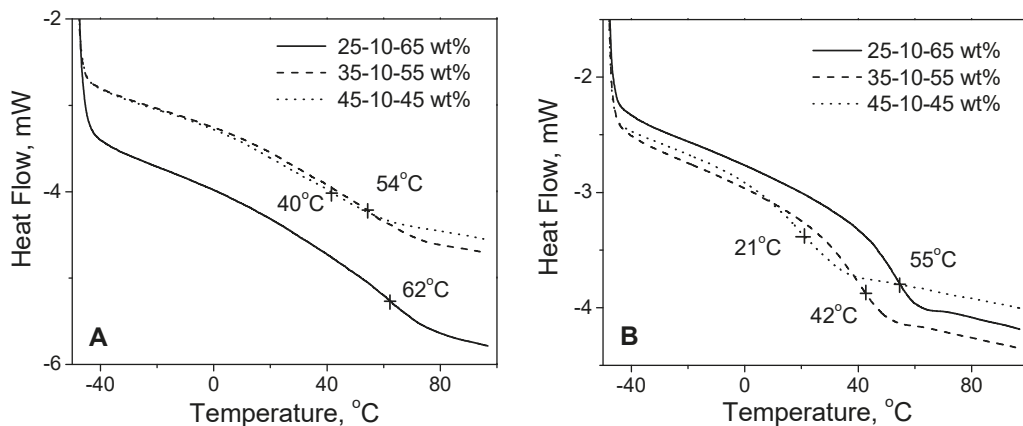 -2
25-10-65 wt%
35-10-55 wt%
45-10-45 wt%
Heat Flow, mW
-4
54°C
40°C
62°C
A
-6
-40 0 40 80
Temperature, °C
-2
25-10-65 wt%
35-10-55 wt%
45-10-45 wt%
Heat Flow, mW
-3
21°C
55°C
-4
42°C
B
-40 0 40 80
Temperature, °C